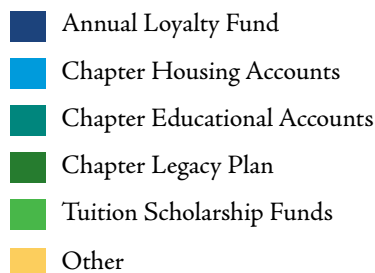 Annual Loyalty Fund
Chapter Housing Accounts
Chapter Educational Accounts
Chapter Legacy Plan
Tuition Scholarship Funds
Other